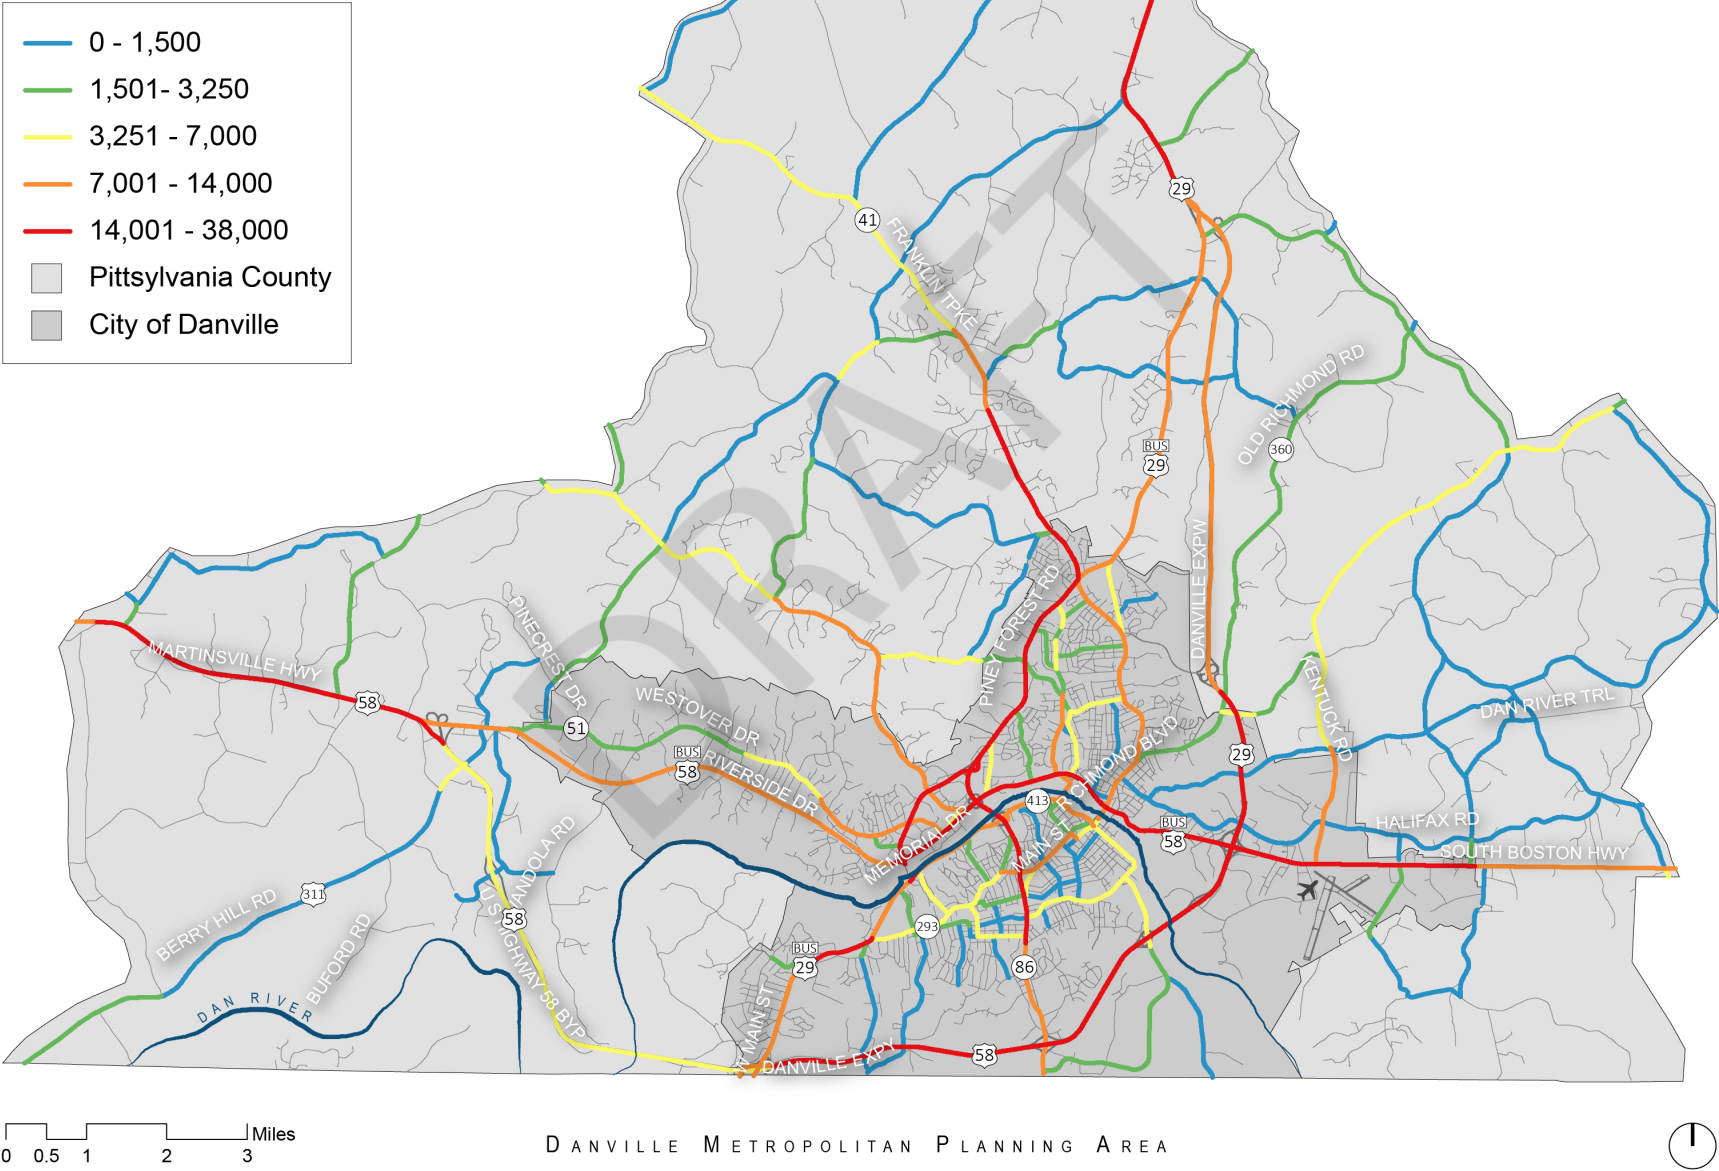 0 - 1,500
1,501- 3,250
3,251 - 7,000
7,001 - 14,000
14,001 - 38,000
Pittsylvania County
City of Danville
DRAFT
29
41
FRANKLIN TPKE
OLD RICHMOND RD
360
BUS
29
DANVILLE EXPW
PINEY FOREST RD
PINECREST DR
MARTINSVILLE HWY
58
51
WESTOVER DR
BUS
58
RIVERSIDE DR
KENTUCK RD
DAN RIVER TRL
29
RICHMOND BLVD
413
MEMORIAL DR
MAIN ST
BUS
58
HALIFAX RD
SOUTH BOSTON HWY
VANDOLA RD
311
BERRY HILL RD
BUFORD RD
58
U S HIGHWAY 58 BYP
DAN RIVER
293
BUS
29
86
W MAIN ST
DANVILLE EXPY
58
0 0.5 1 2 3
Miles
DANVILLE METROPOLITAN PLANNING AREA